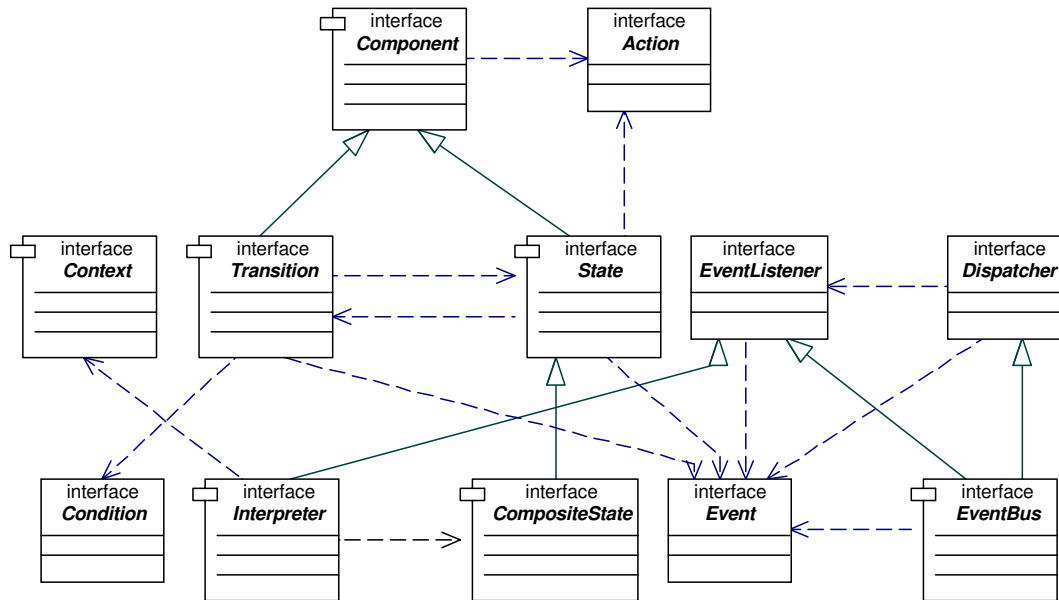 interface
Component
interface
Action
interface
Context
interface
Transition
interface
State
interface
EventListener
interface
Dispatcher
interface
Condition
interface
Interpreter
interface
CompositeState
interface
Event
interface
EventBus